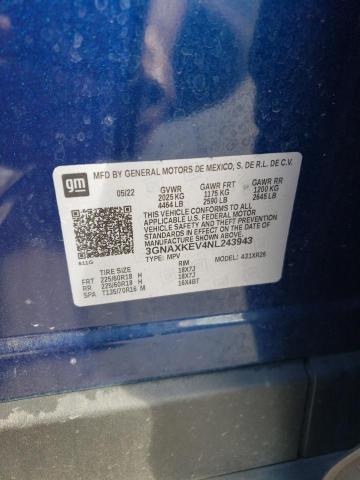 gm
MFD BY GENERAL MOTORS DE MEXICO, S. DE R.L. DE C.V.
05/22 GVWR GAWR FRT GAWR RR
2025 KG 1175 KG 1200 KG
4464 LB 2590 LB 2645 LB
THIS VEHICLE CONFORMS TO ALL APPLICABLE
U.S. FEDERAL MOTOR VEHICLE SAFETY, BUMPER, AND THEFT
PREVENTION STANDARDS IN EFFECT ON THE DATE OF
MANUFACTURE SHOWN ABOVE.
3GNAXKEV4NL243943
TYPE: MPV MODEL: 431XR26
TIRE SIZE RIM
FRT 225/60R18 H 18X7J
RR 225/60R18 H 18X7J
SPA T135/70R16 M 16X4BT